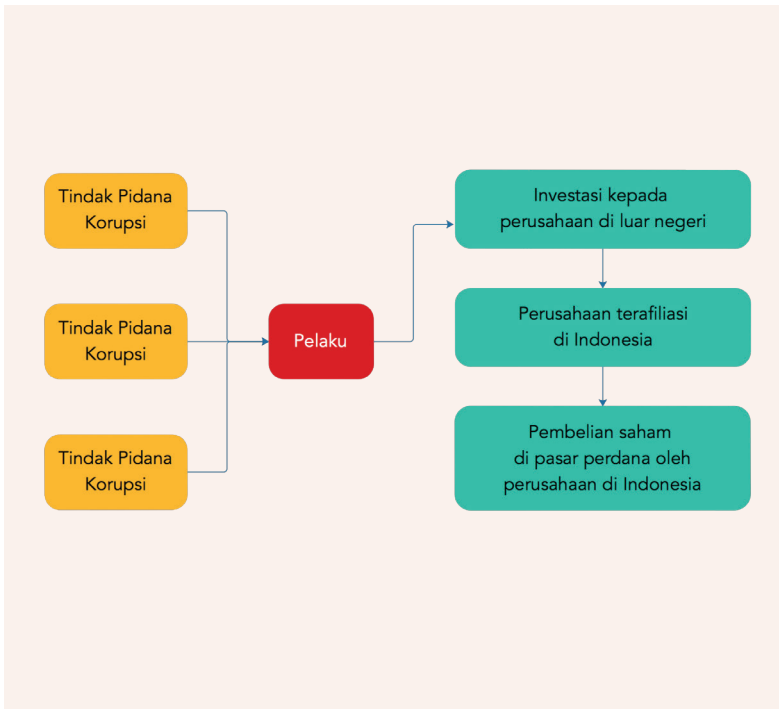 Tindak Pidana
Korupsi
Tindak Pidana
Korupsi
Tindak Pidana
Korupsi
Pelaku
Investasi kepada
perusahaan di luar negeri
Perusahaan terafiliasi
di Indonesia
Pembelian saham
di pasar perdana oleh
perusahaan di Indonesia